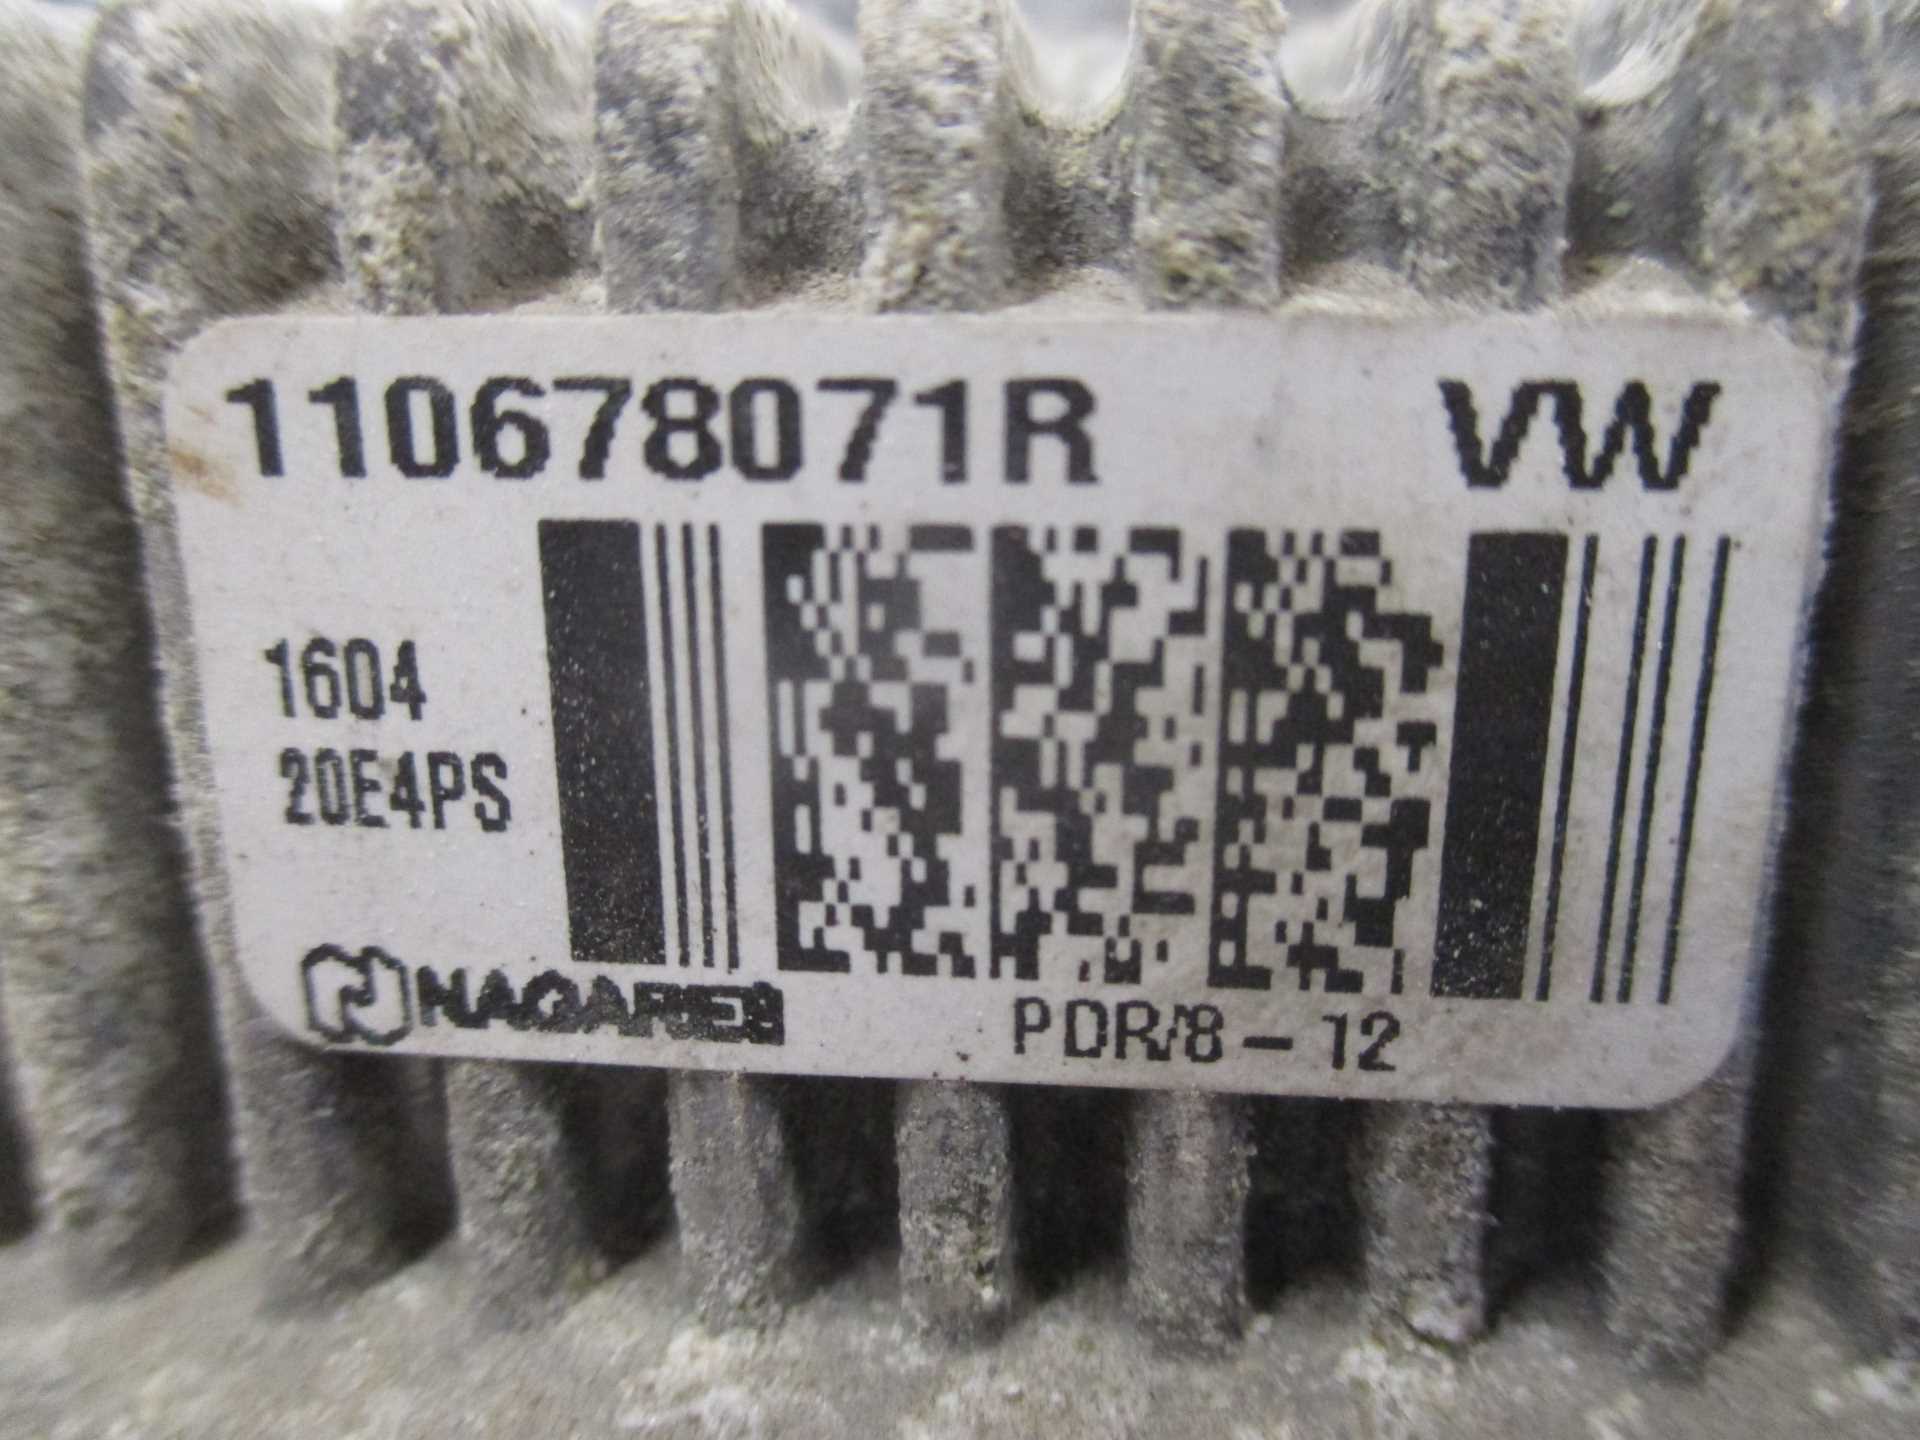 110678071R VW
1604
20E4PS
NAGARES
PDR/8-12